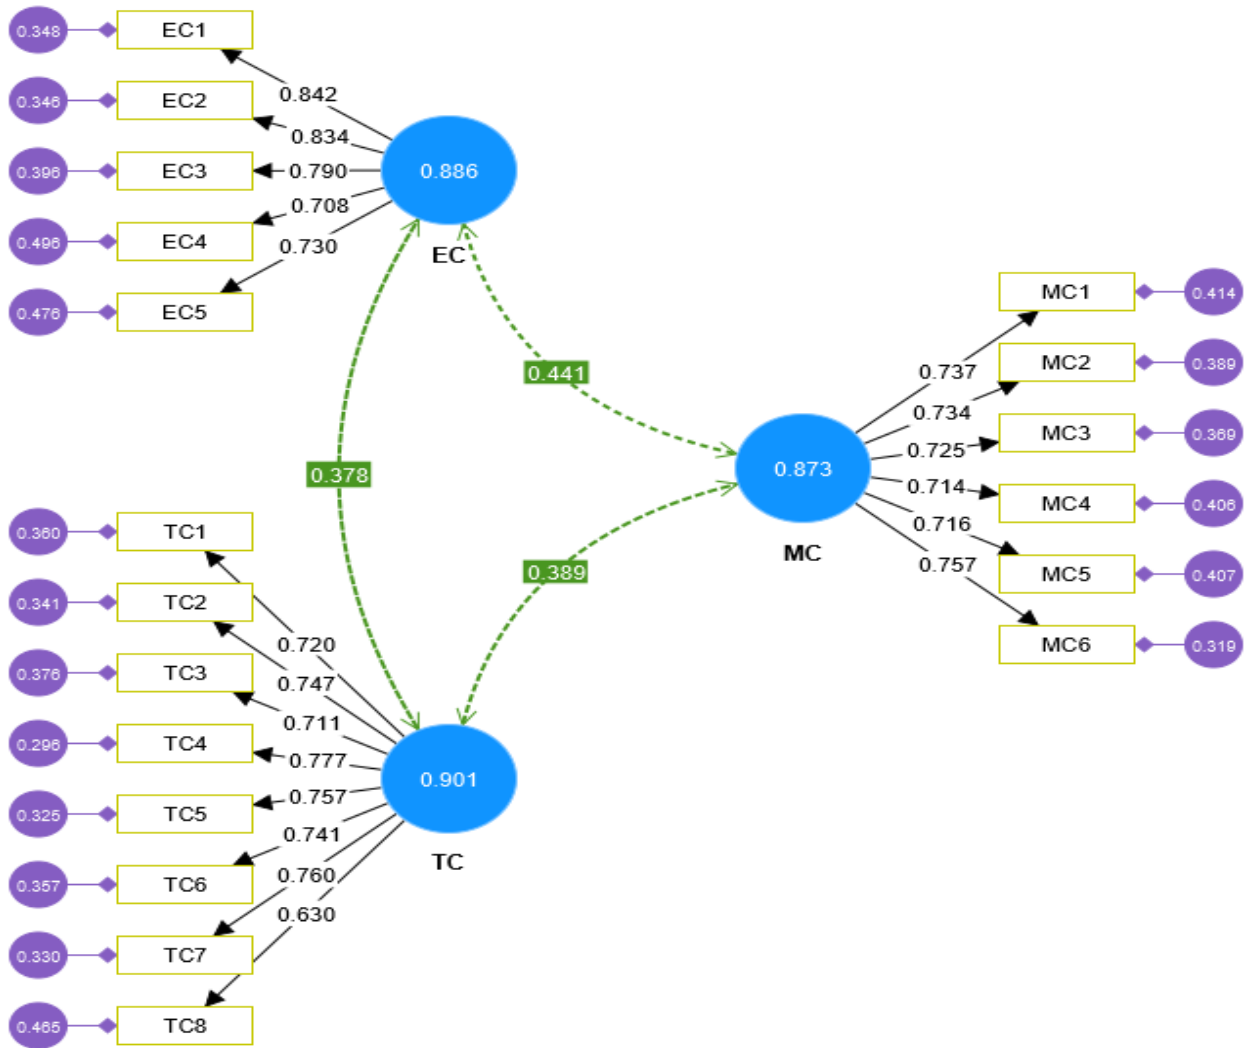 0.348 EC1
0.842
0.346 EC2
0.834
0.396 EC3 0.790 0.886
0.708
0.496 EC4
0.730 EC
0.476 EC5
MC1 0.414
0.737
MC2 0.389
0.441
0.734
MC3 0.369
0.725
0.378 0.873
0.714 MC4 0.406
0.716
0.360 TC1
MC
0.757
0.389 MC5 0.407
0.341 TC2
0.720 MC6 0.319
0.376 TC3
0.747
0.711
0.296 TC4
0.777 0.901
0.757
0.325 TC5
0.741
TC
0.760
0.357 TC6
0.630
0.330 TC7
0.465 TC8